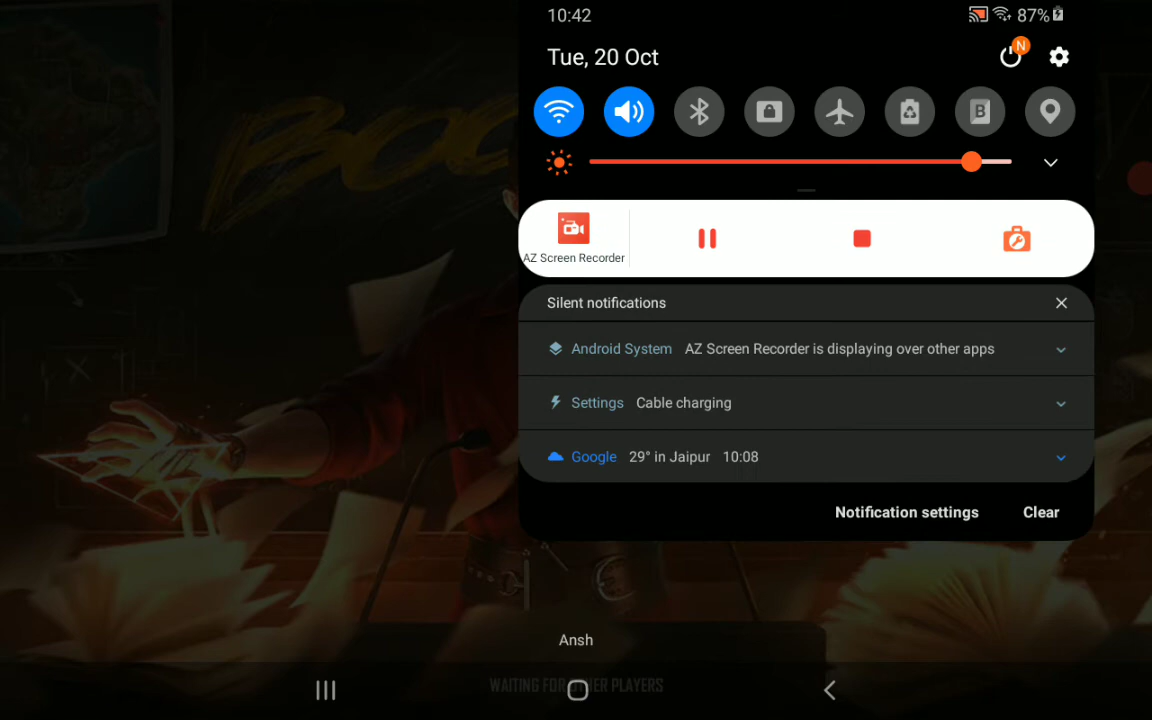 10:42
87%
Tue, 20 Oct
N
B
AZ Screen Recorder
Silent notifications
Android System AZ Screen Recorder is displaying over other apps
Settings Cable charging
Google 29° in Jaipur 10:08
Notification settings Clear
Ansh
WAITING FOR OTHER PLAYERS